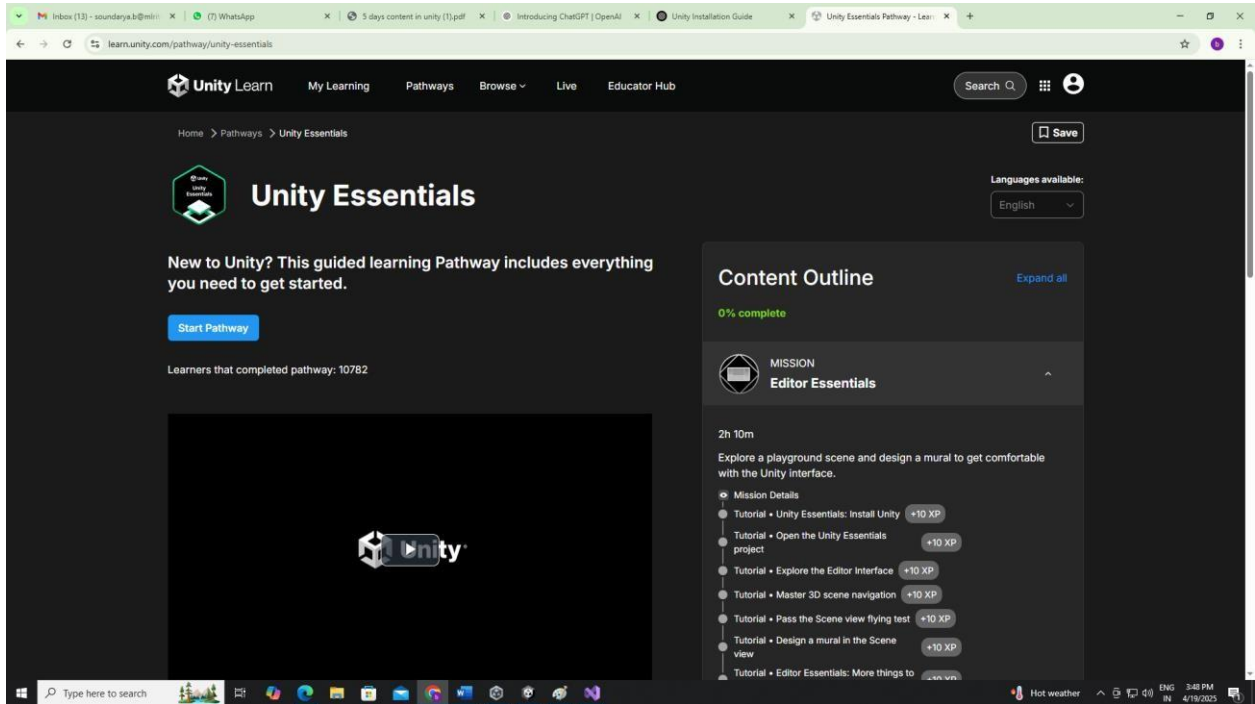 Inbox (13) - soundarya.b@mlri
(7) WhatsApp
5 days content in unity (1).pdf
Introducing ChatGPT | OpenAI
Unity Installation Guide
Unity Essentials Pathway - Lear
learn.unity.com/pathway/unity-essentials
b
Unity Learn
My Learning
Pathways
Browse
Live
Educator Hub
Search
Home > Pathways > Unity Essentials
Save
Unity
Unity
Essentials
Unity Essentials
Languages available:
English
New to Unity? This guided learning Pathway includes everything
you need to get started.
Start Pathway
Learners that completed pathway: 10782
Unity
Content Outline
Expand all
0% complete
MISSION
Editor Essentials
2h 10m
Explore a playground scene and design a mural to get comfortable
with the Unity interface.
Mission Details
Tutorial • Unity Essentials: Install Unity +10 XP
Tutorial • Open the Unity Essentials
project +10 XP
Tutorial • Explore the Editor Interface +10 XP
Tutorial • Master 3D scene navigation +10 XP
Tutorial • Pass the Scene view flying test +10 XP
Tutorial • Design a mural in the Scene
view +10 XP
Tutorial • Editor Essentials: More things to
+10 XP
Type here to search
Hot weather
ENG
IN
3:48 PM
4/19/2025